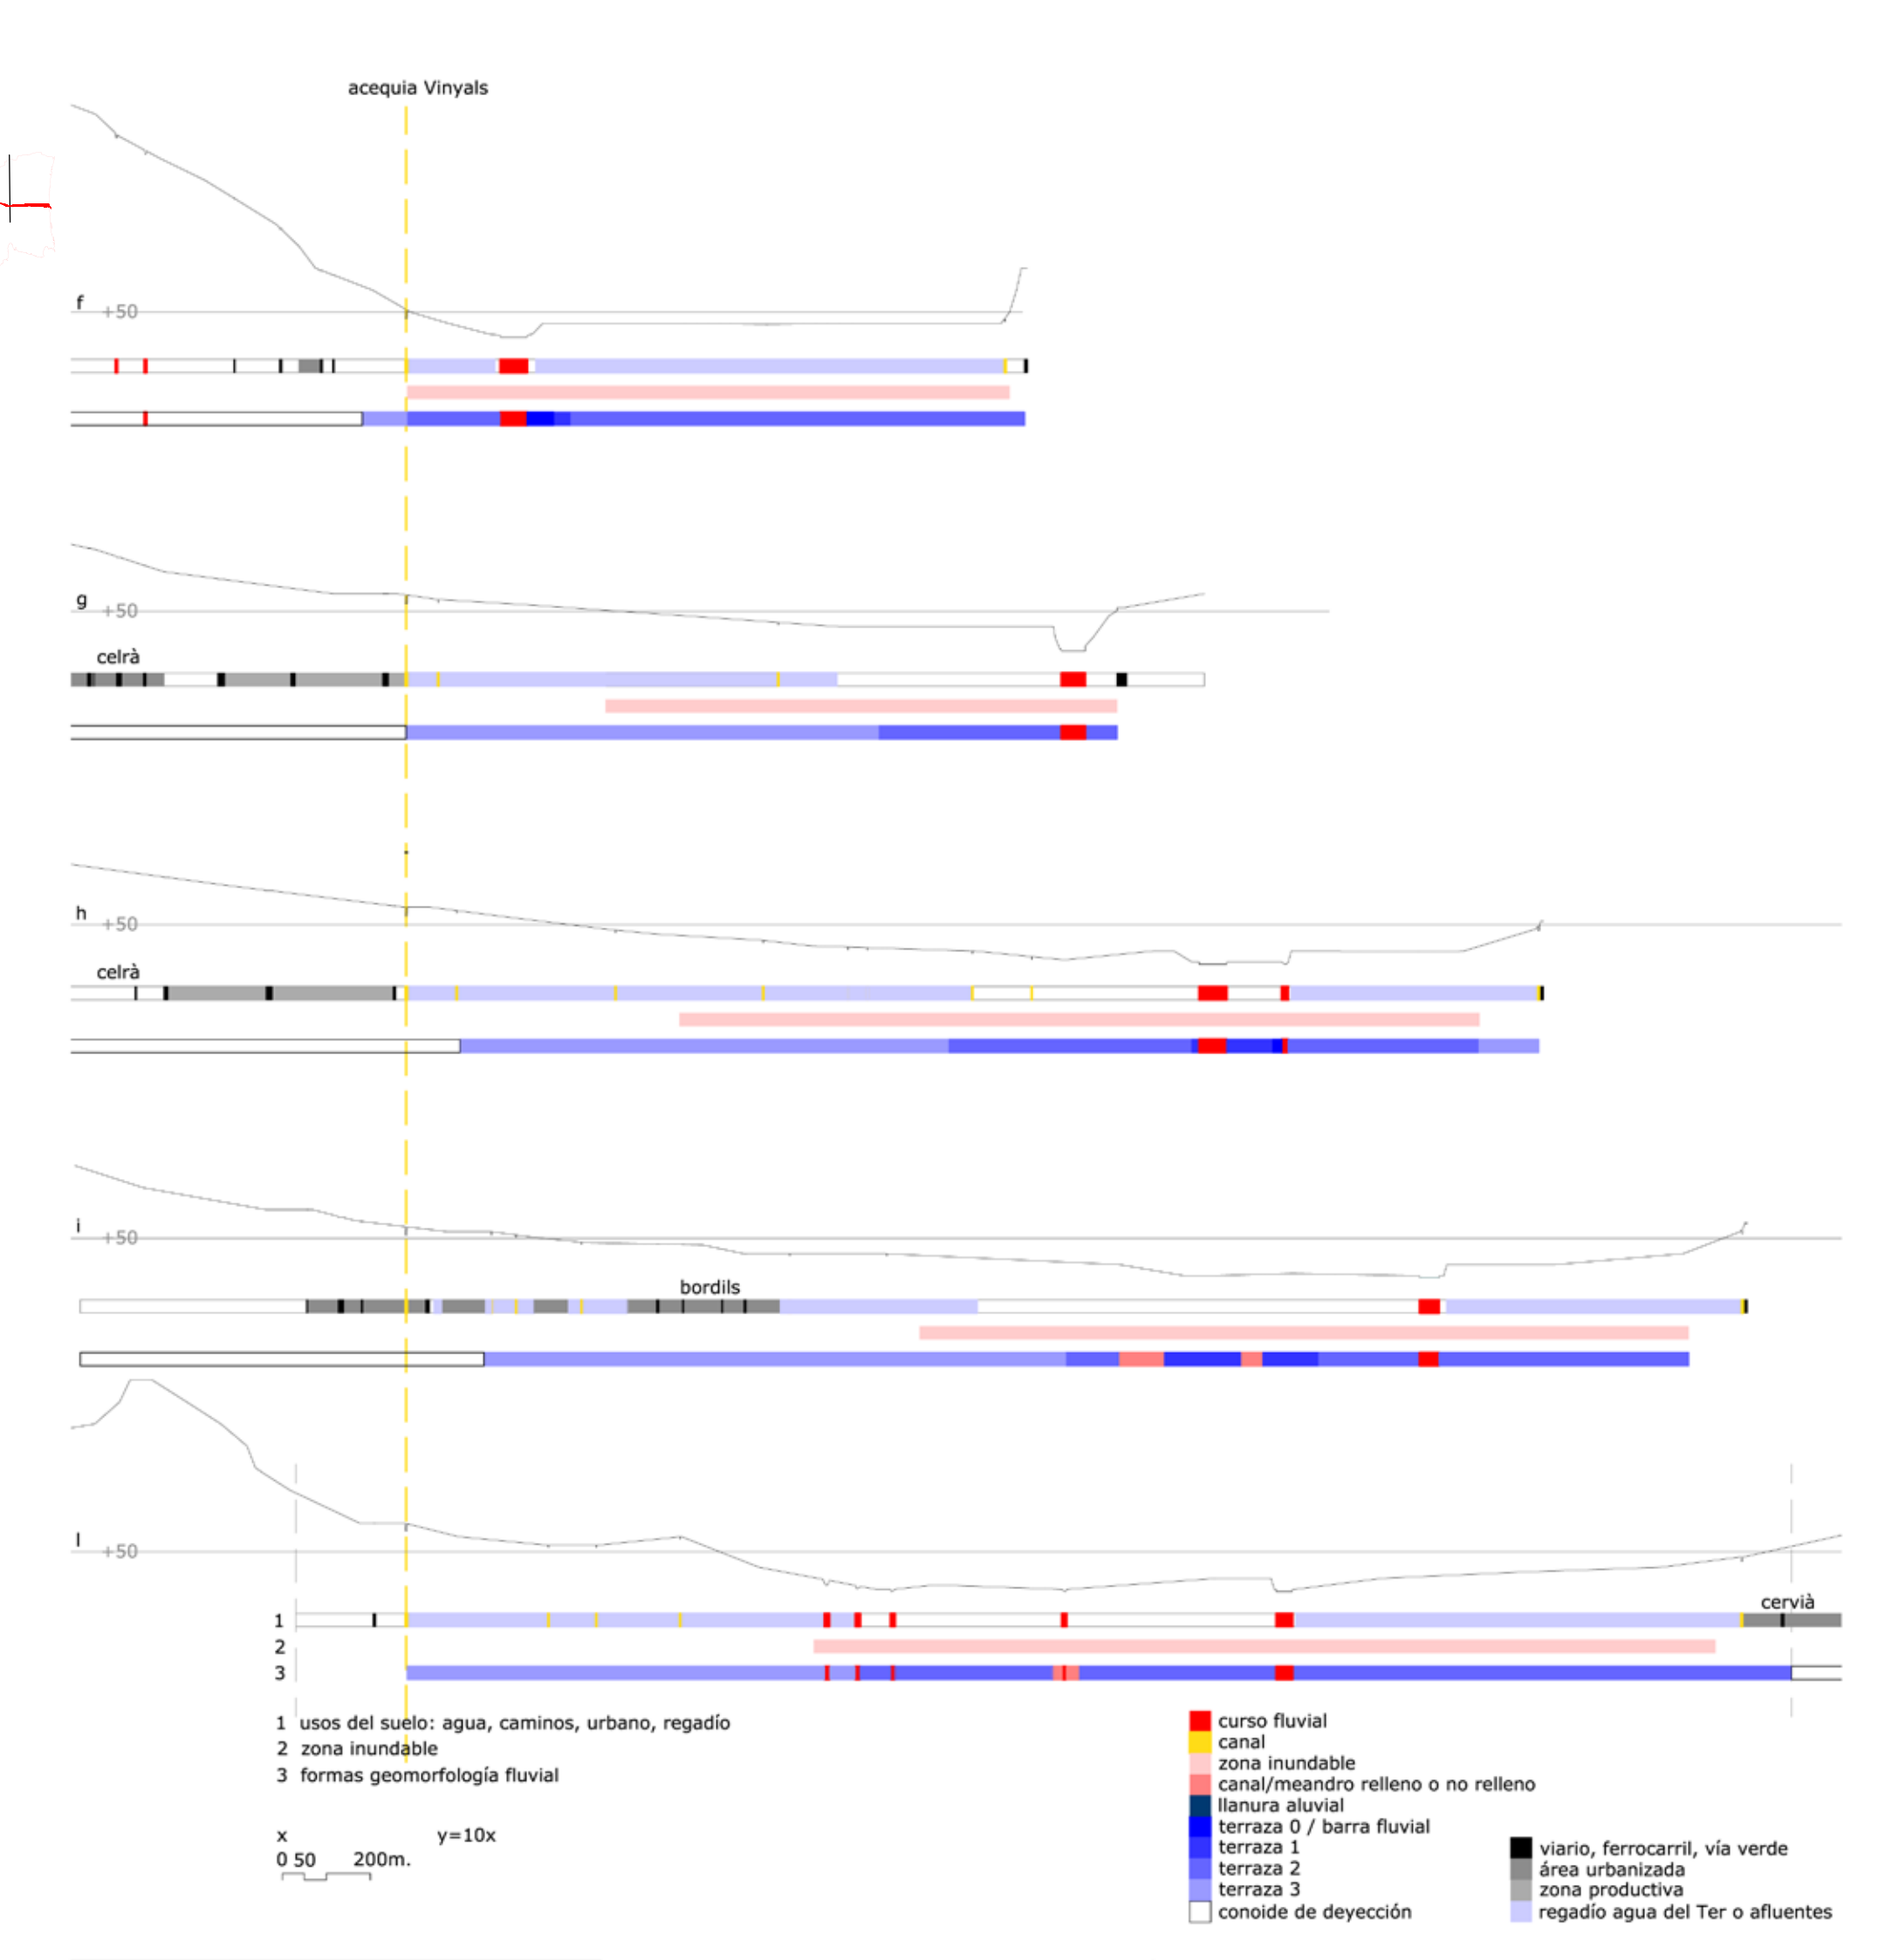 acequia Vinyals
f +50
g +50
celrà
h +50
celrà
i +50
bordils
l +50
cervià
1
2
3
1 usos del suelo: agua, caminos, urbano, regadío
2 zona inundable
3 formas geomorfología fluvial
x y=10x
0 50 200m.
curso fluvial
canal
zona inundable
canal/meandro relleno o no relleno
llanura aluvial
terraza 0 / barra fluvial
terraza 1
terraza 2
terraza 3
conoide de deyección
viario, ferrocarril, vía verde
área urbanizada
zona productiva
regadío agua del Ter o afluentes